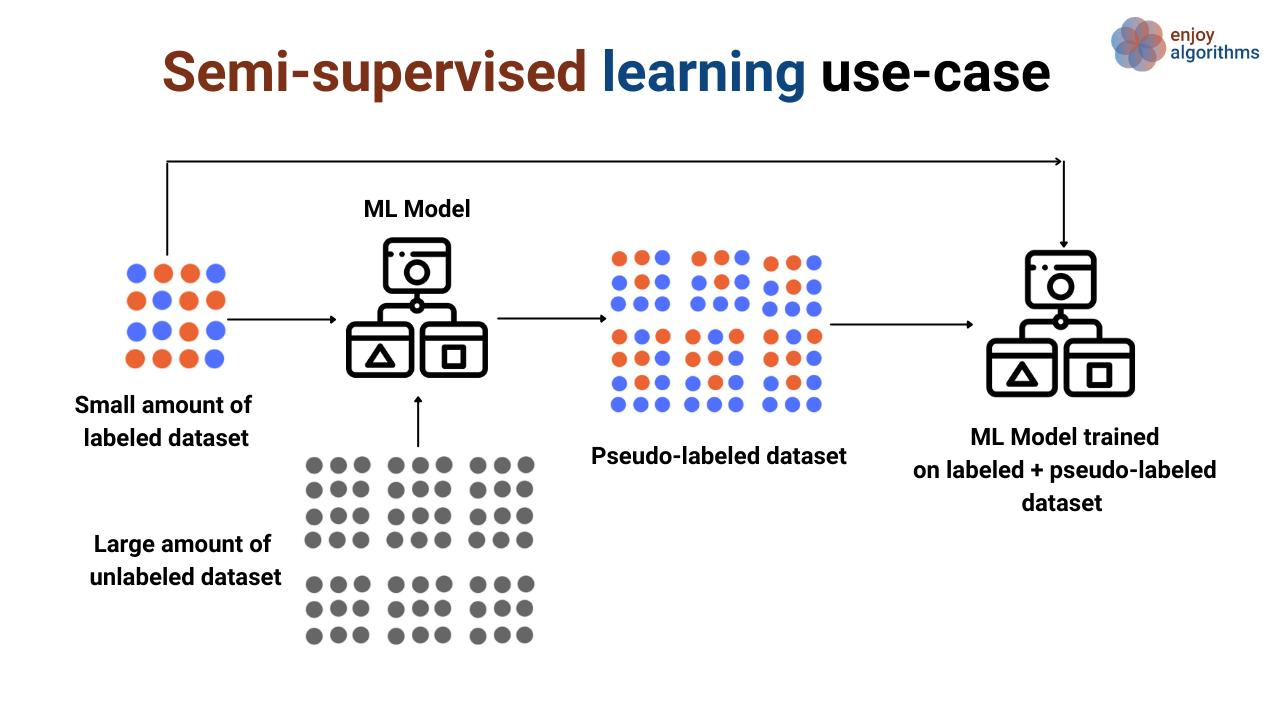 Semi-supervised learning use-case
enjoy
algorithms
ML Model
Small amount of
labeled dataset
Large amount of
unlabeled dataset
Pseudo-labeled dataset
ML Model trained
on labeled + pseudo-labeled
dataset